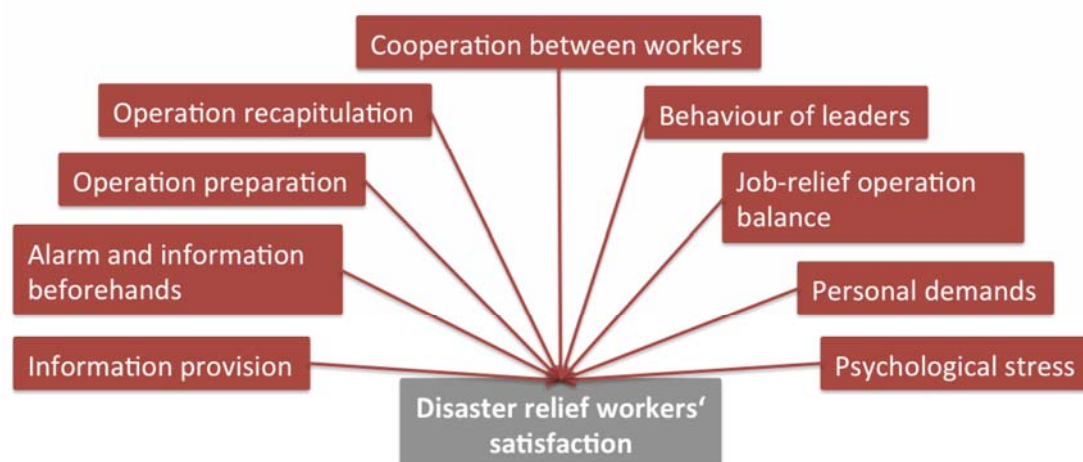 Cooperation between workers
Operation recapitulation
Behaviour of leaders
Operation preparation
Job-relief operation
balance
Alarm and information
beforehands
Personal demands
Information provision
Psychological stress
Disaster relief workers‘
satisfaction